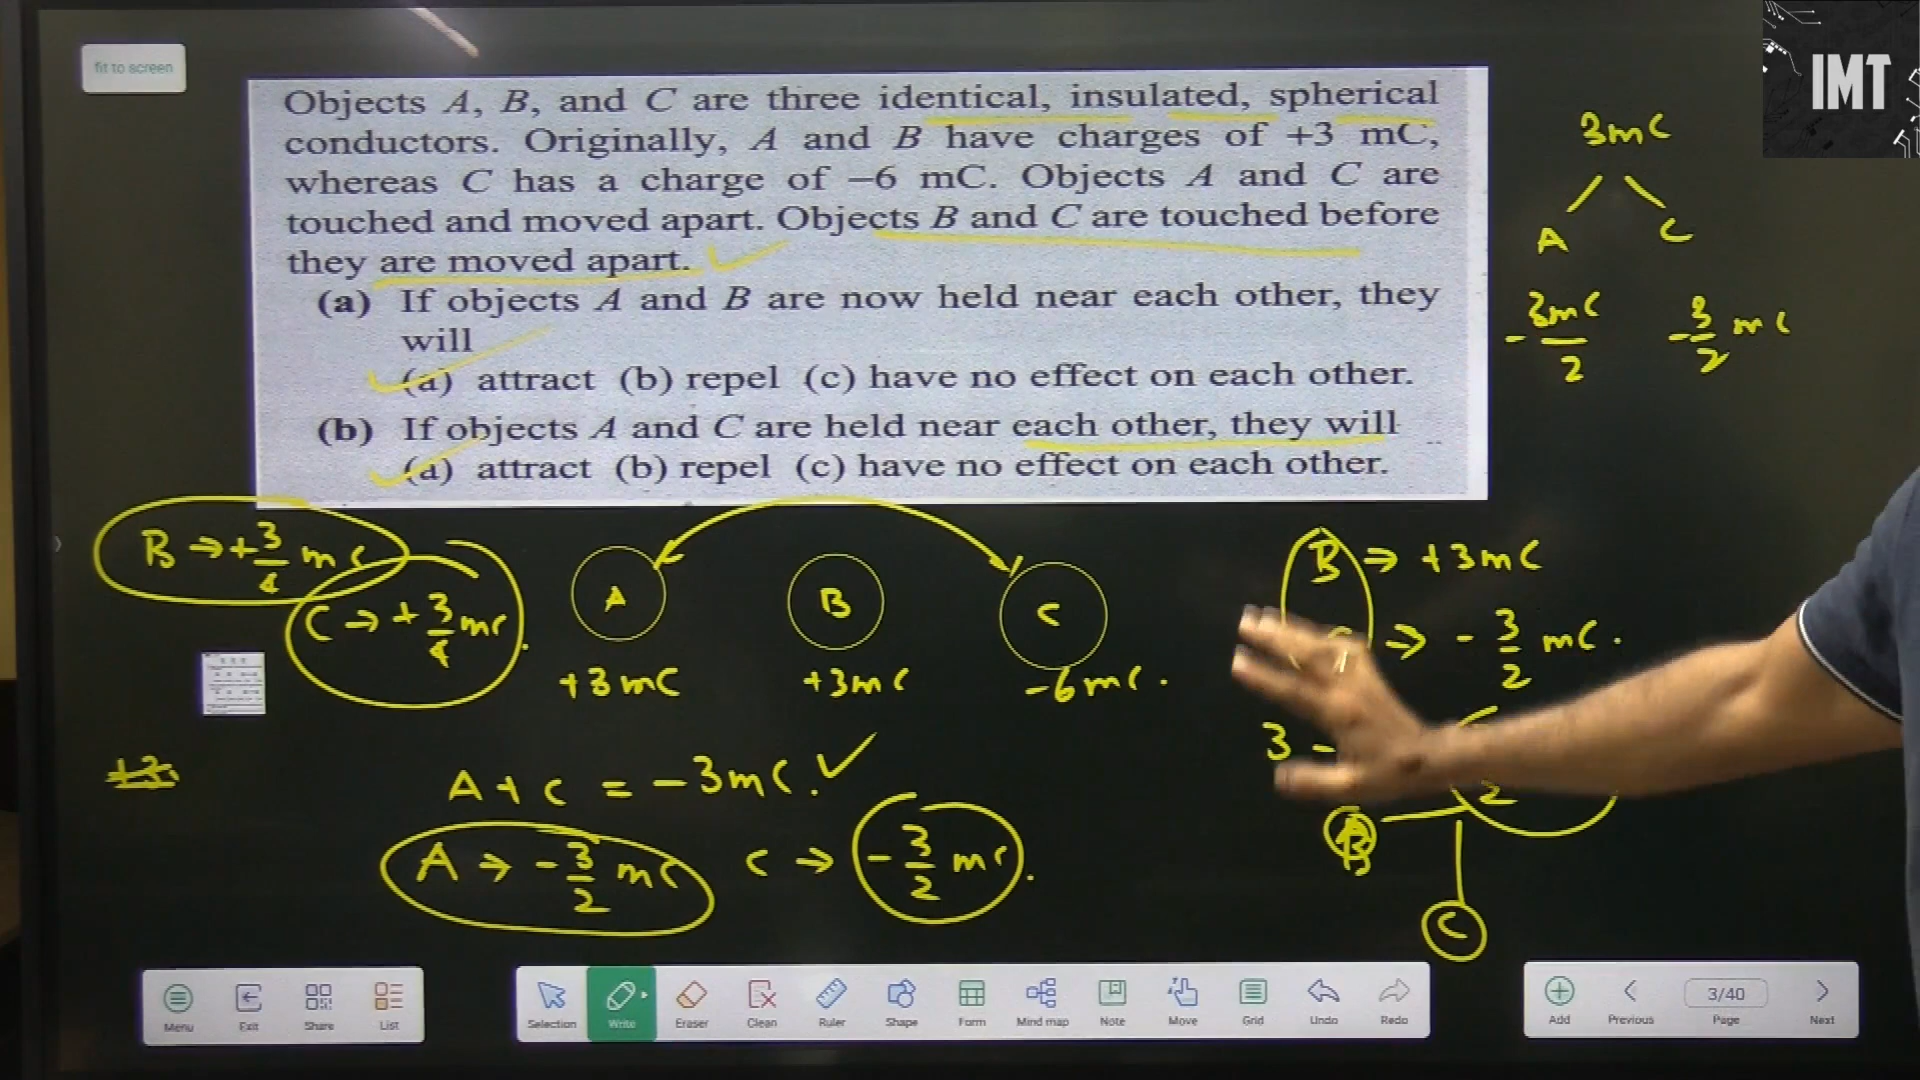 fit to screen
IMT
Objects A, B, and C are three identical, insulated, spherical
conductors. Originally, A and B have charges of +3 mC,
whereas C has a charge of −6 mC. Objects A and C are
touched and moved apart. Objects B and C are touched before
they are moved apart.
(a) If objects A and B are now held near each other, they
will
(a) attract (b) repel (c) have no effect on each other.
(b) If objects A and C are held near each other, they will
(a) attract (b) repel (c) have no effect on each other.
3mC
A C
-3mC/2 -3/2 mC
B → +3/4 mC
C → +3/4 mC.
A B C
+3mC +3mC -6mC.
A + C = -3mC. ✓
A → -3/2 mC C → -3/2 mC.
B → +3mC
→ -3/2 mC.
3 -
2
B
C
Menu Exit Share List
Selection Write Eraser Clean Ruler Shape Form Mind map Note Move Grid Undo Redo
Add Previous 3/40 Page Next